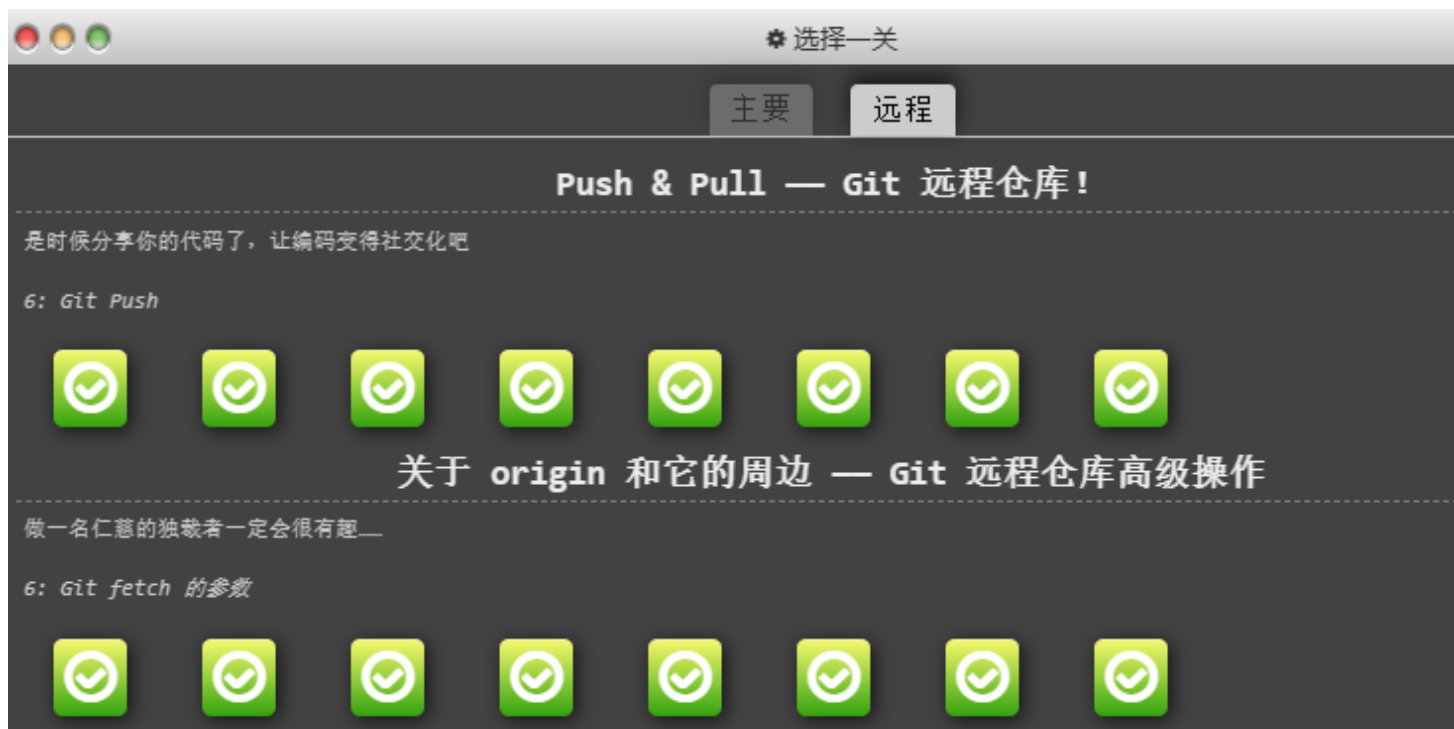 选择一关
主要 远程
Push & Pull —— Git 远程仓库!
是时候分享你的代码了，让编码变得社交化吧
6: Git Push
关于 origin 和它的周边 —— Git 远程仓库高级操作
做一名仁慈的独裁者一定会很有趣……
6: Git fetch 的参数